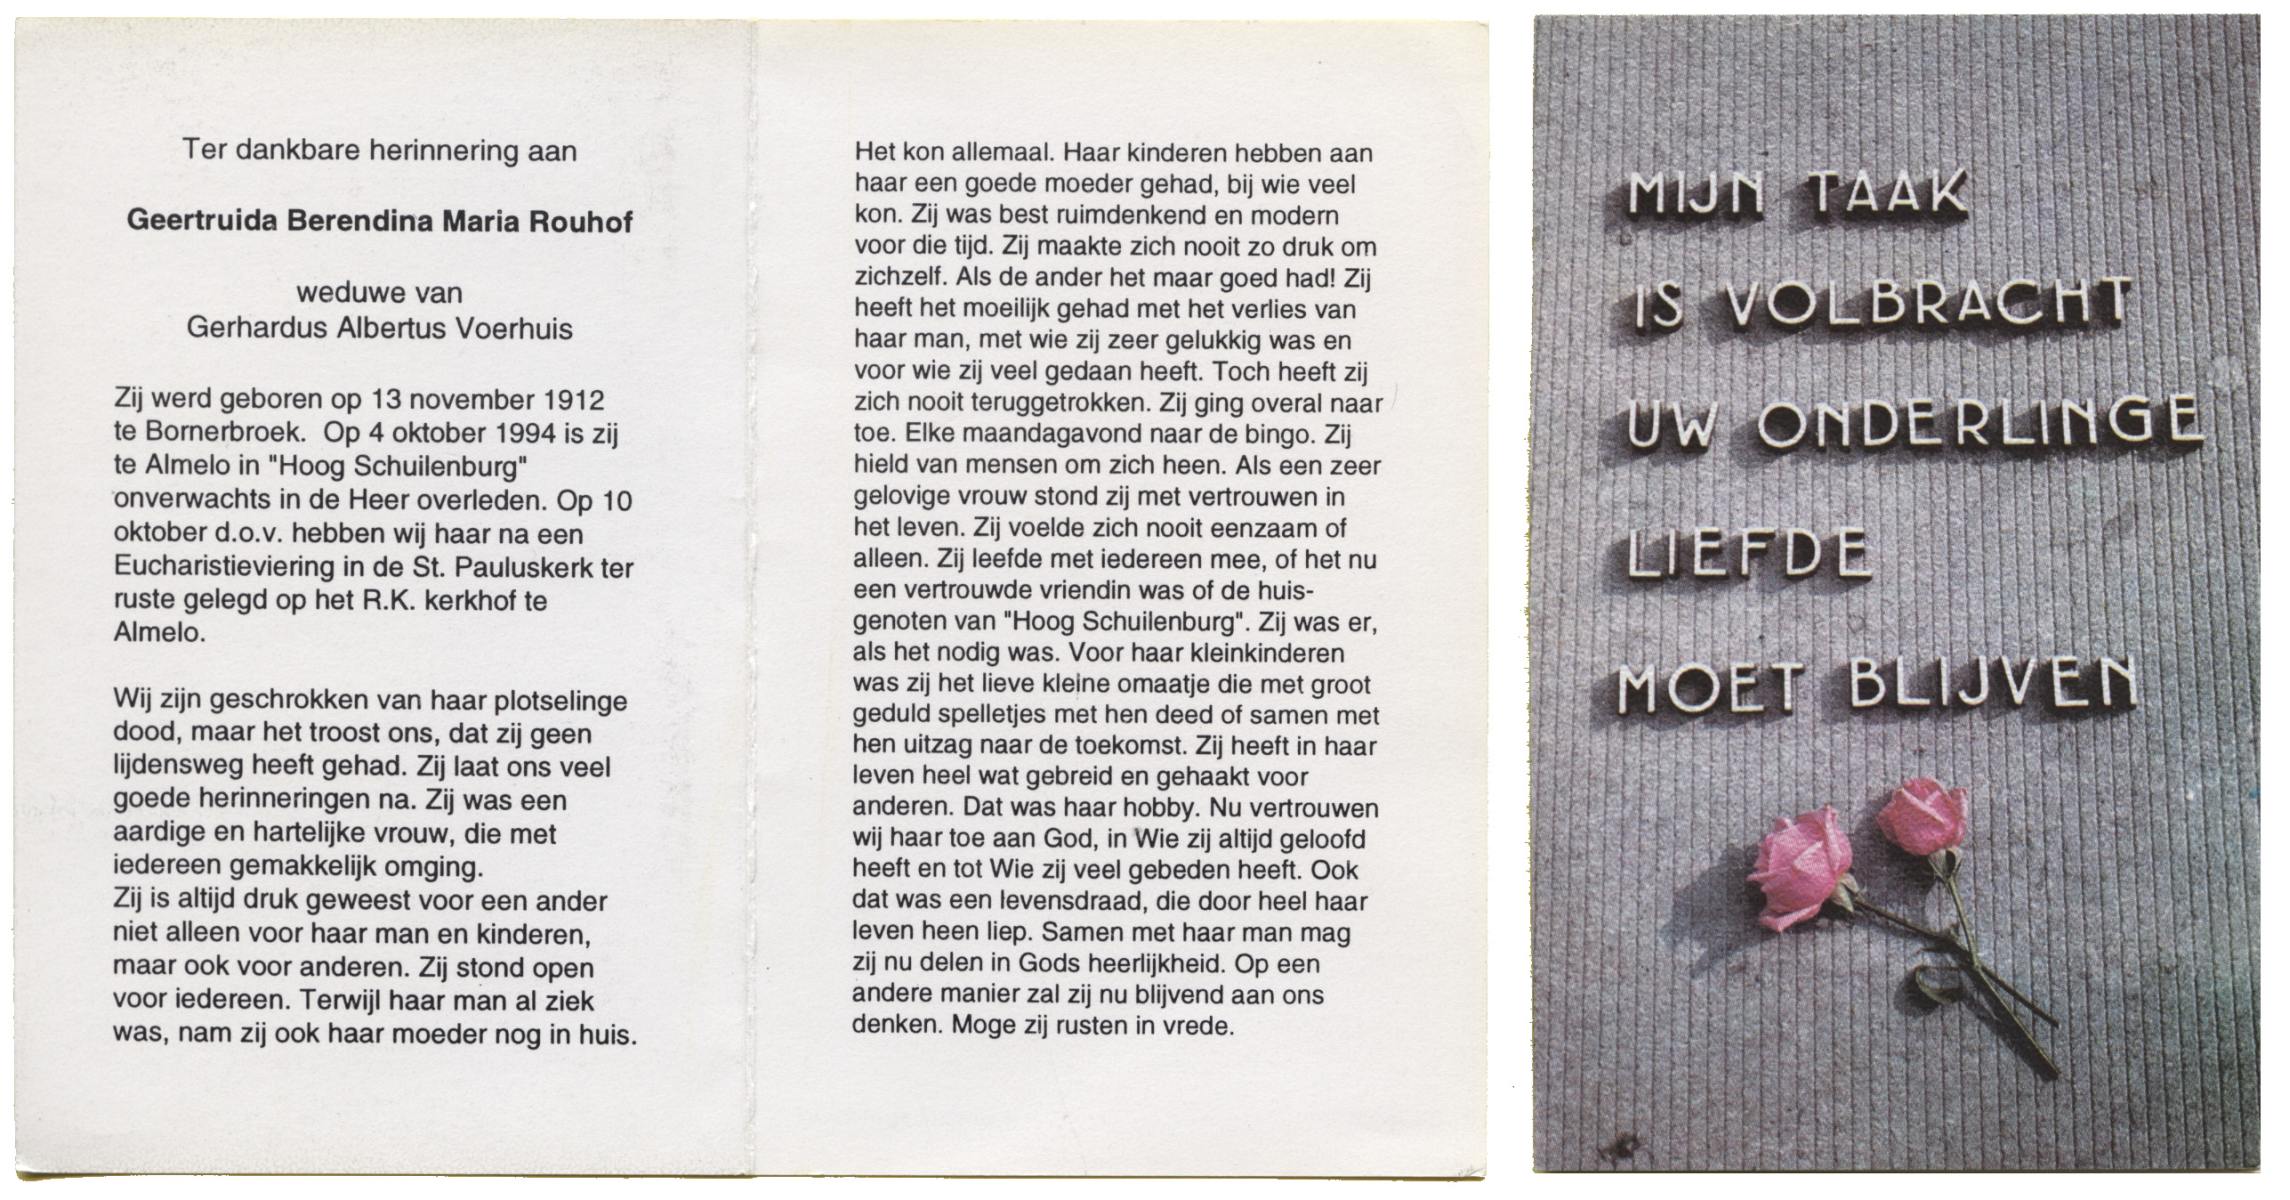 Ter dankbare herinnering aan
Geertruida Berendina Maria Rouhof
weduwe van
Gerhardus Albertus Voerhuis
Zij werd geboren op 13 november 1912
te Bornerbroek. Op 4 oktober 1994 is zij
te Almelo in "Hoog Schuilenburg"
onverwachts in de Heer overleden. Op 10
oktober d.o.v. hebben wij haar na een
Eucharistieviering in de St. Pauluskerk ter
ruste gelegd op het R.K. kerkhof te
Almelo.
Wij zijn geschrokken van haar plotselinge
dood, maar het troost ons, dat zij geen
lijdensweg heeft gehad. Zij laat ons veel
goede herinneringen na. Zij was een
aardige en hartelijke vrouw, die met
iedereen gemakkelijk omging.
Zij is altijd druk geweest voor een ander
niet alleen voor haar man en kinderen,
maar ook voor anderen. Zij stond open
voor iedereen. Terwijl haar man al ziek
was, nam zij ook haar moeder nog in huis.
Het kon allemaal. Haar kinderen hebben aan
haar een goede moeder gehad, bij wie veel
kon. Zij was best ruimdenkend en modern
voor die tijd. Zij maakte zich nooit zo druk om
zichzelf. Als de ander het maar goed had! Zij
heeft het moeilijk gehad met het verlies van
haar man, met wie zij zeer gelukkig was en
voor wie zij veel gedaan heeft. Toch heeft zij
zich nooit teruggetrokken. Zij ging overal naar
toe. Elke maandagavond naar de bingo. Zij
hield van mensen om zich heen. Als een zeer
gelovige vrouw stond zij met vertrouwen in
het leven. Zij voelde zich nooit eenzaam of
alleen. Zij leefde met iedereen mee, of het nu
een vertrouwde vriendin was of de huis-
genoten van "Hoog Schuilenburg". Zij was er,
als het nodig was. Voor haar kleinkinderen
was zij het lieve kleine omaatje die met groot
geduld spelletjes met hen deed of samen met
hen uitzag naar de toekomst. Zij heeft in haar
leven heel wat gebreid en gehaakt voor
anderen. Dat was haar hobby. Nu vertrouwen
wij haar toe aan God, in Wie zij altijd geloofd
heeft en tot Wie zij veel gebeden heeft. Ook
dat was een levensdraad, die door heel haar
leven heen liep. Samen met haar man mag
zij nu delen in Gods heerlijkheid. Op een
andere manier zal zij nu blijvend aan ons
denken. Moge zij rusten in vrede.
MIJN TAAK
IS VOLBRACHT
UW ONDERLINGE
LIEFDE
MOET BLIJVEN